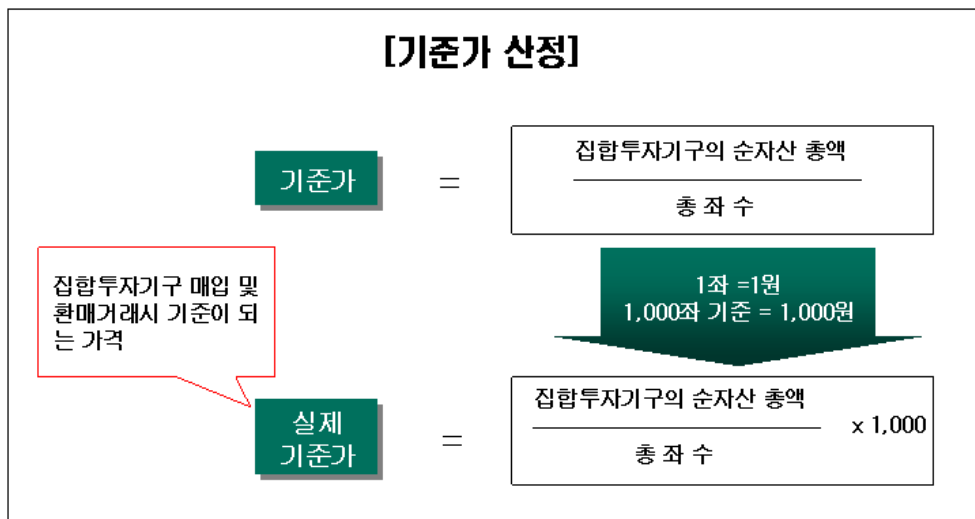 [기준가 산정]
기준가
=
집합투자기구의 순자산 총액
총 좌 수
집합투자기구 매입 및
환매거래시 기준이 되
는 가격
1좌 =1원
1,000좌 기준 = 1,000원
실제
기준가
=
집합투자기구의 순자산 총액
총 좌 수
x 1,000